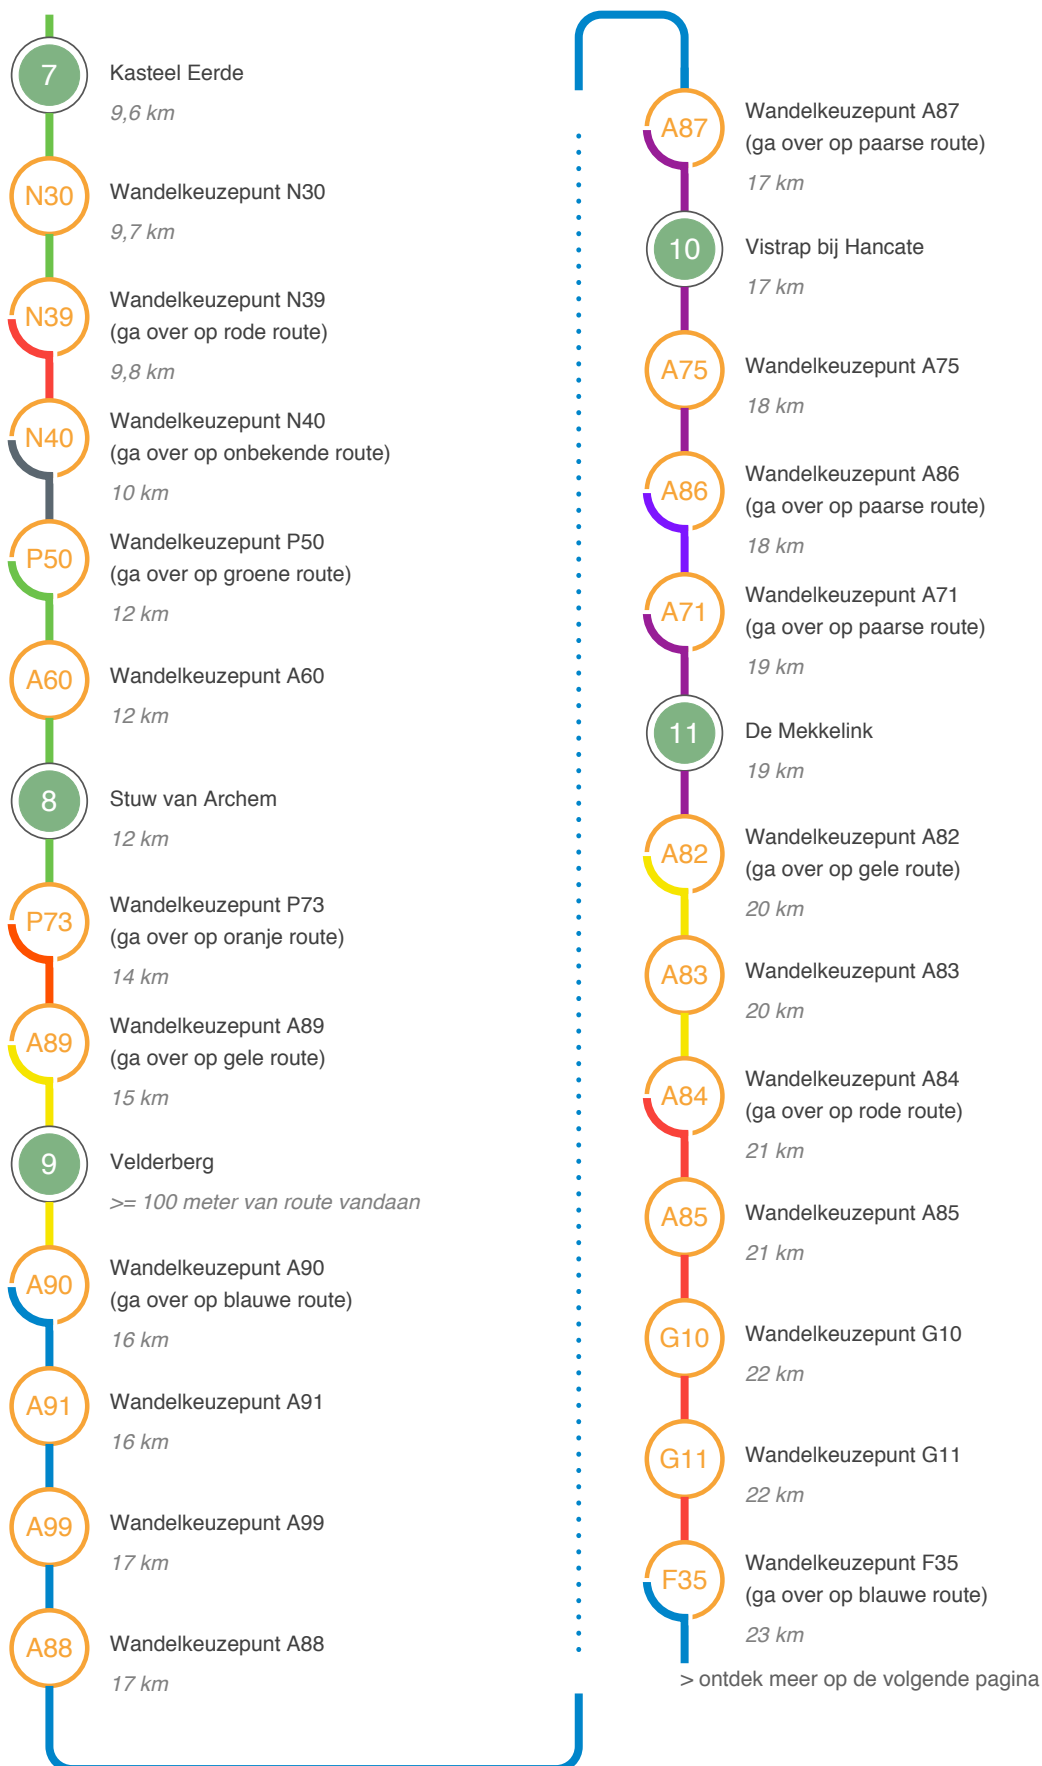 7
Kasteel Eerde
9,6 km
N30
Wandelkeuzepunt N30
9,7 km
N39
Wandelkeuzepunt N39
(ga over op rode route)
9,8 km
N40
Wandelkeuzepunt N40
(ga over op onbekende route)
10 km
P50
Wandelkeuzepunt P50
(ga over op groene route)
12 km
A60
Wandelkeuzepunt A60
12 km
8
Stuw van Archem
12 km
P73
Wandelkeuzepunt P73
(ga over op oranje route)
14 km
A89
Wandelkeuzepunt A89
(ga over op gele route)
15 km
9
Velderberg
>= 100 meter van route vandaan
A90
Wandelkeuzepunt A90
(ga over op blauwe route)
16 km
A91
Wandelkeuzepunt A91
16 km
A99
Wandelkeuzepunt A99
17 km
A88
Wandelkeuzepunt A88
17 km
A87
Wandelkeuzepunt A87
(ga over op paarse route)
17 km
10
Vistrap bij Hancate
17 km
A75
Wandelkeuzepunt A75
18 km
A86
Wandelkeuzepunt A86
(ga over op paarse route)
18 km
A71
Wandelkeuzepunt A71
(ga over op paarse route)
19 km
11
De Mekkelink
19 km
A82
Wandelkeuzepunt A82
(ga over op gele route)
20 km
A83
Wandelkeuzepunt A83
20 km
A84
Wandelkeuzepunt A84
(ga over op rode route)
21 km
A85
Wandelkeuzepunt A85
21 km
G10
Wandelkeuzepunt G10
22 km
G11
Wandelkeuzepunt G11
22 km
F35
Wandelkeuzepunt F35
(ga over op blauwe route)
23 km
> ontdek meer op de volgende pagina